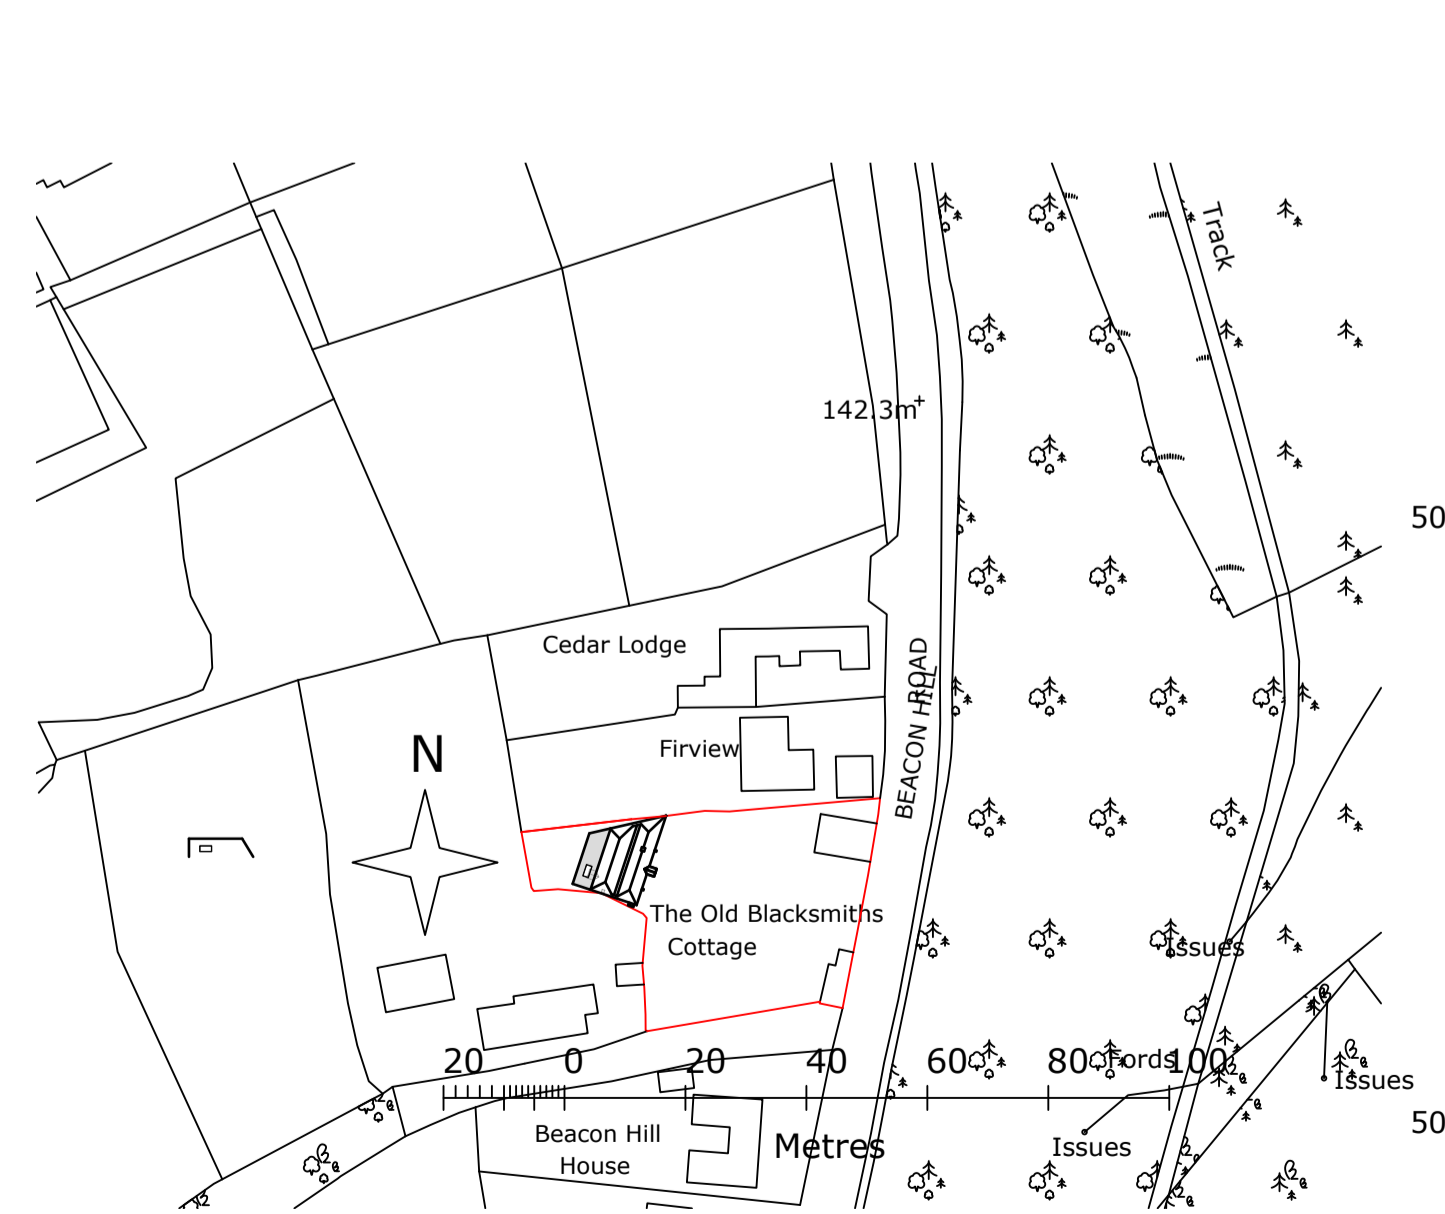 Track
142.3m
50
Cedar Lodge
BEACON HILL
ROAD
Firview
N
The Old Blacksmiths
Cottage
Issues
20 0 20 40 60 80 100
Fords
Issues
50
Beacon Hill
House
Metres
Issues